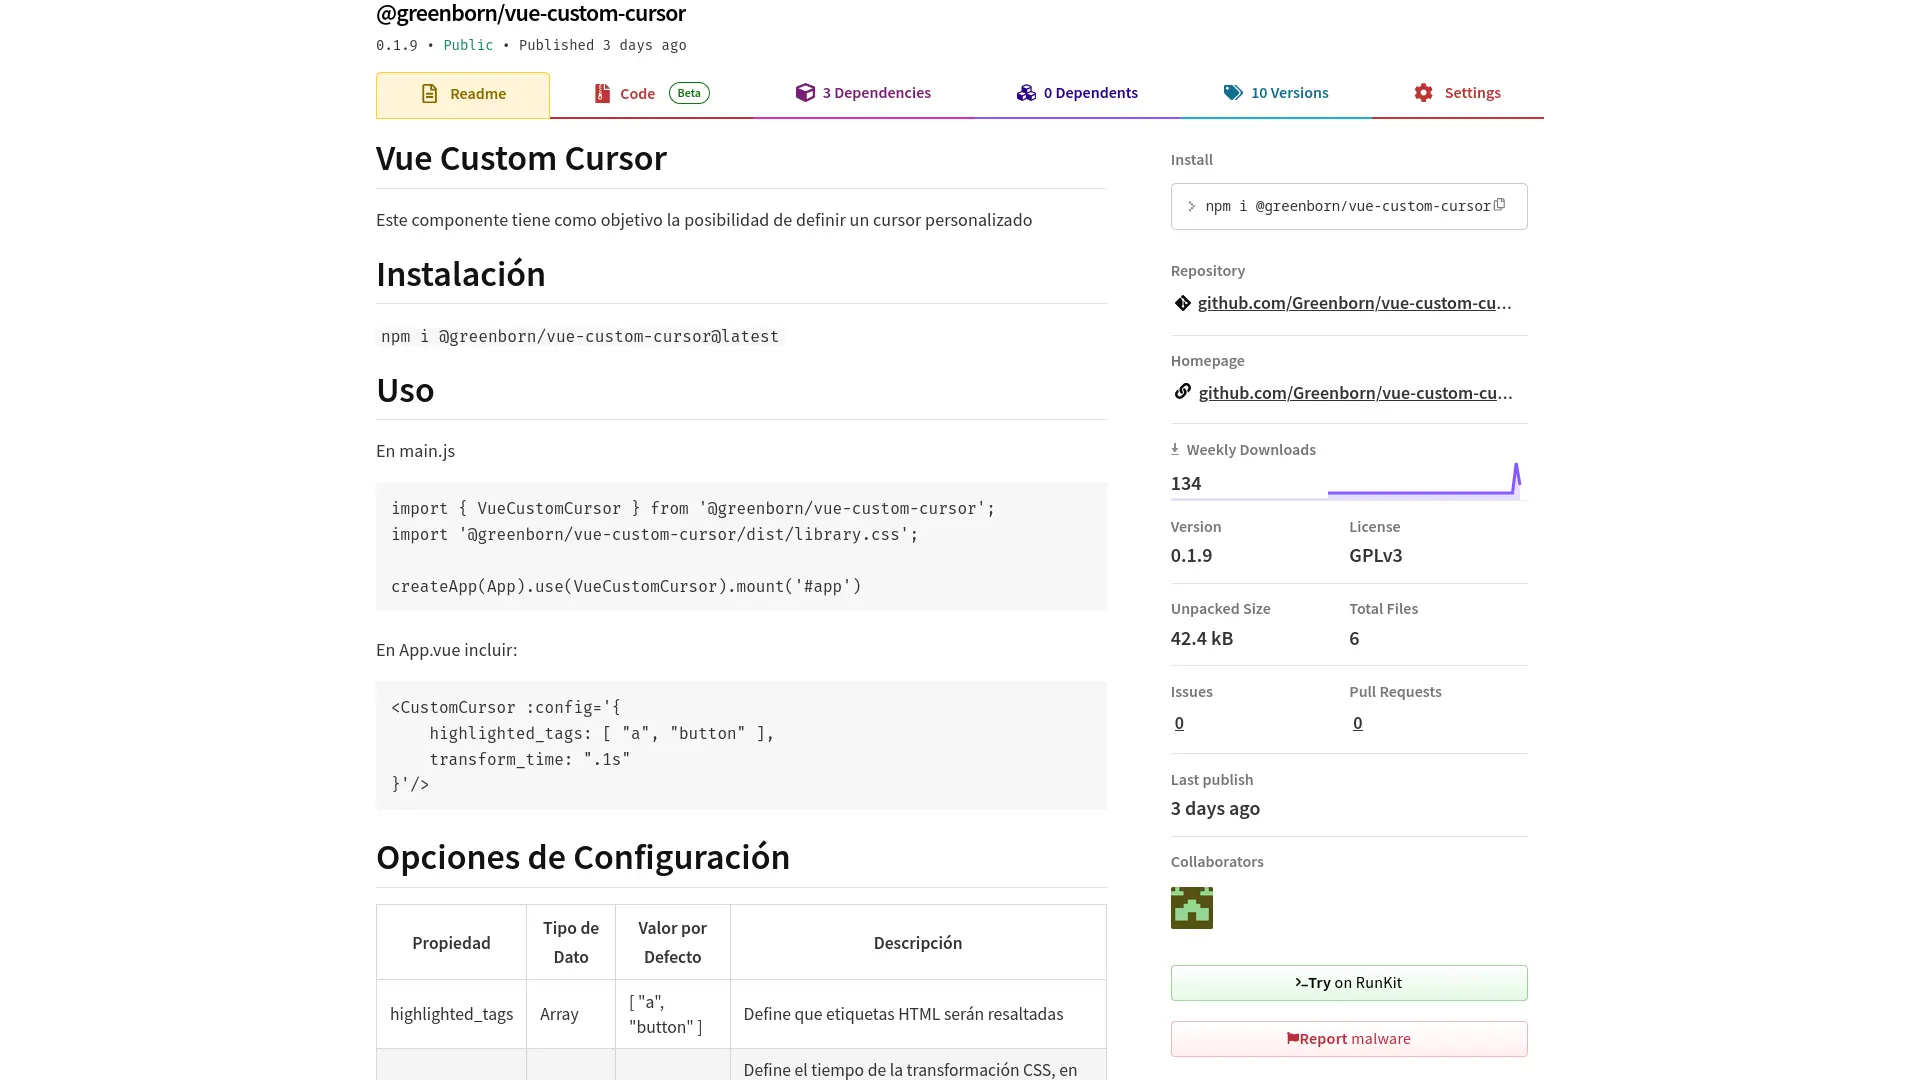 @greenborn/vue-custom-cursor
0.1.9 • Public • Published 3 days ago
Readme
Code Beta
3 Dependencies
0 Dependents
10 Versions
Settings
Vue Custom Cursor
Este componente tiene como objetivo la posibilidad de definir un cursor personalizado
Instalación
npm i @greenborn/vue-custom-cursor@latest
Uso
En main.js
import { VueCustomCursor } from '@greenborn/vue-custom-cursor';
import '@greenborn/vue-custom-cursor/dist/library.css';
createApp(App).use(VueCustomCursor).mount('#app')
En App.vue incluir:
<CustomCursor :config='{
    highlighted_tags: [ "a", "button" ],
    transform_time: ".1s"
}'/>
Opciones de Configuración
Propiedad
Tipo de
Dato
Valor por
Defecto
Descripción
highlighted_tags
Array
[ "a",
"button" ]
Define que etiquetas HTML serán resaltadas
Define el tiempo de la transformación CSS, en
Install
> npm i @greenborn/vue-custom-cursor
Repository
github.com/Greenborn/vue-custom-cu...
Homepage
github.com/Greenborn/vue-custom-cu...
Weekly Downloads
134
Version
0.1.9
License
GPLv3
Unpacked Size
42.4 kB
Total Files
6
Issues
0
Pull Requests
0
Last publish
3 days ago
Collaborators
>_Try on RunKit
Report malware